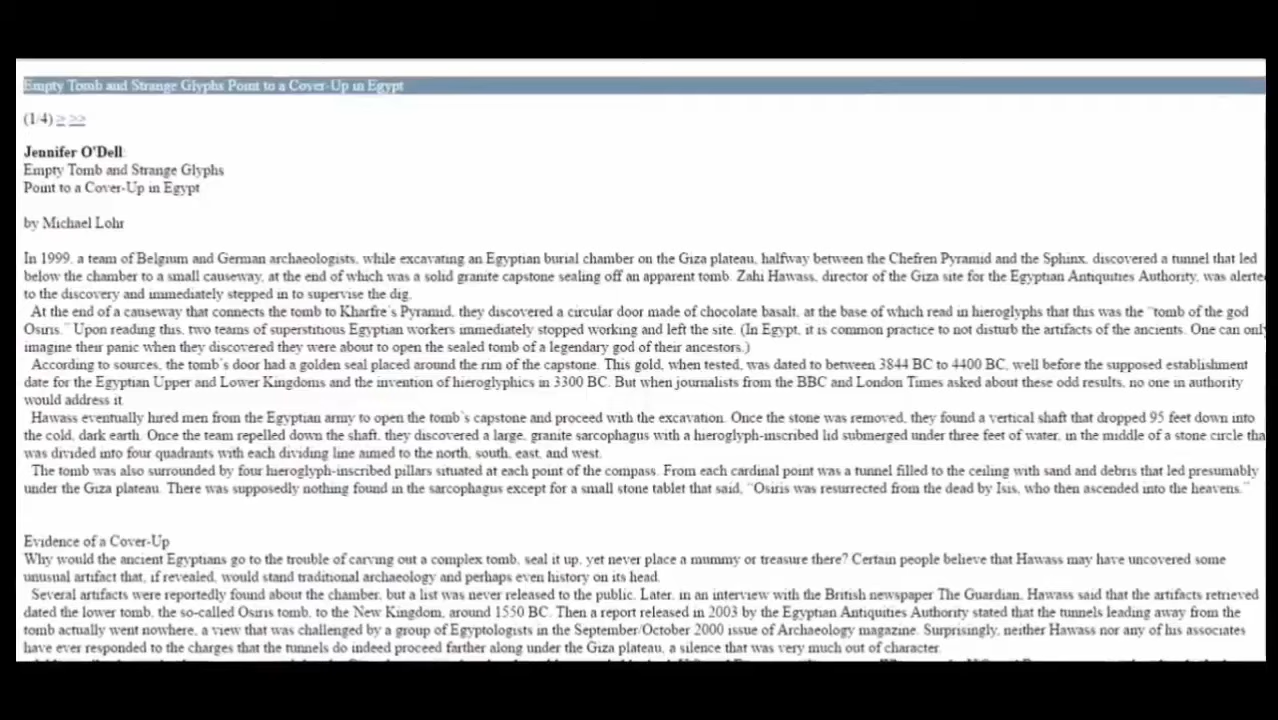 Empty Tomb and Strange Glyphs Point to a Cover-Up in Egypt
(1/4) > >>
Jennifer O'Dell:
Empty Tomb and Strange Glyphs
Point to a Cover-Up in Egypt
by Michael Lohr
In 1999, a team of Belgium and German archaeologists, while excavating an Egyptian burial chamber on the Giza plateau, halfway between the Chefren Pyramid and the Sphinx, discovered a tunnel that led
below the chamber to a small causeway, at the end of which was a solid granite capstone sealing off an apparent tomb. Zahi Hawass, director of the Giza site for the Egyptian Antiquities Authority, was alerte
to the discovery and immediately stepped in to supervise the dig.
At the end of a causeway that connects the tomb to Kharfre's Pyramid, they discovered a circular door made of chocolate basalt, at the base of which read in hieroglyphs that this was the "tomb of the god
Osiris." Upon reading this, two teams of superstitious Egyptian workers immediately stopped working and left the site. (In Egypt, it is common practice to not disturb the artifacts of the ancients. One can onl
imagine their panic when they discovered they were about to open the sealed tomb of a legendary god of their ancestors.)
According to sources, the tomb's door had a golden seal placed around the rim of the capstone. This gold, when tested, was dated to between 3844 BC to 4400 BC, well before the supposed establishment
date for the Egyptian Upper and Lower Kingdoms and the invention of hieroglyphics in 3300 BC. But when journalists from the BBC and London Times asked about these odd results, no one in authority
would address it.
Hawass eventually hired men from the Egyptian army to open the tomb's capstone and proceed with the excavation. Once the stone was removed, they found a vertical shaft that dropped 95 feet down into
the cold, dark earth. Once the team repelled down the shaft, they discovered a large, granite sarcophagus with a hieroglyph-inscribed lid submerged under three feet of water, in the middle of a stone circle tha
was divided into four quadrants with each dividing line aimed to the north, south, east, and west.
The tomb was also surrounded by four hieroglyph-inscribed pillars situated at each point of the compass. From each cardinal point was a tunnel filled to the ceiling with sand and debris that led presumably
under the Giza plateau. There was supposedly nothing found in the sarcophagus except for a small stone tablet that said, "Osiris was resurrected from the dead by Isis, who then ascended into the heavens."
Evidence of a Cover-Up
Why would the ancient Egyptians go to the trouble of carving out a complex tomb, seal it up, yet never place a mummy or treasure there? Certain people believe that Hawass may have uncovered some
unusual artifact that, if revealed, would stand traditional archaeology and perhaps even history on its head.
Several artifacts were reportedly found about the chamber, but a list was never released to the public. Later, in an interview with the British newspaper The Guardian, Hawass said that the artifacts retrieved
dated the lower tomb, the so-called Osiris tomb, to the New Kingdom, around 1550 BC. Then a report released in 2003 by the Egyptian Antiquities Authority stated that the tunnels leading away from the
tomb actually went nowhere, a view that was challenged by a group of Egyptologists in the September/October 2000 issue of Archaeology magazine. Surprisingly, neither Hawass nor any of his associates
have ever responded to the charges that the tunnels do indeed proceed farther along under the Giza plateau, a silence that was very much out of character.